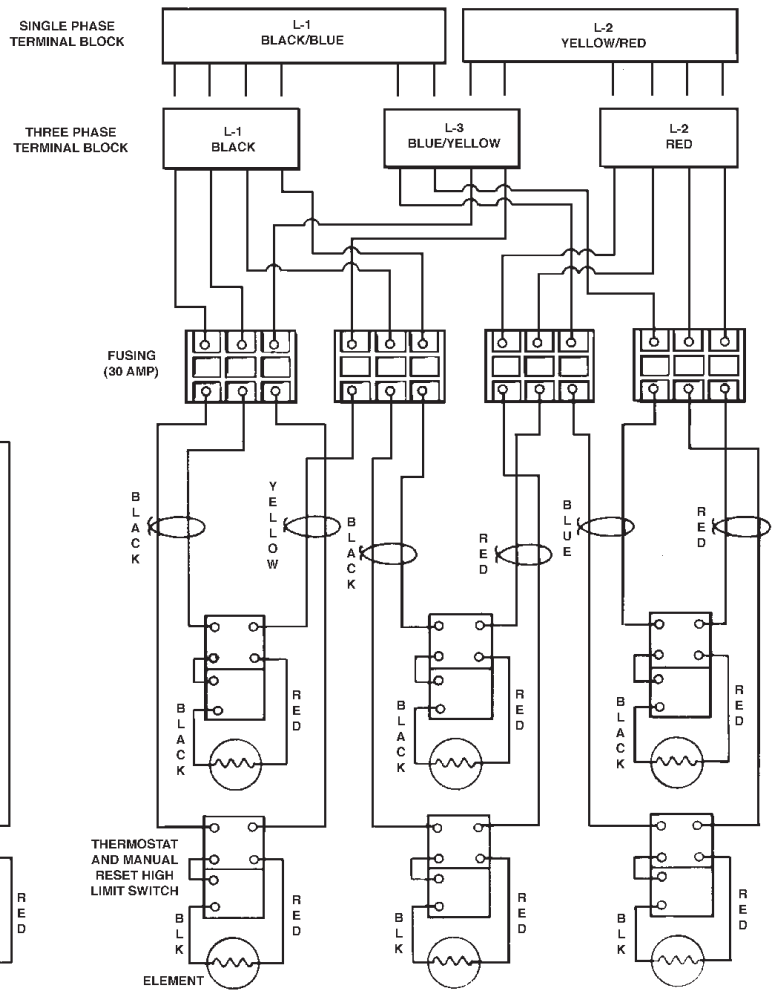 SINGLE PHASE
TERMINAL BLOCK
L-1
BLACK/BLUE
L-2
YELLOW/RED
THREE PHASE
TERMINAL BLOCK
L-1
BLACK
L-3
BLUE/YELLOW
L-2
RED
FUSING
(30 AMP)
BLACK
YELLOW
BLACK
RED
BLUE
RED
BLACK
RED
BLACK
RED
BLACK
RED
THERMOSTAT
AND MANUAL
RESET HIGH
LIMIT SWITCH
RED
BLK
RED
BLK
RED
BLK
RED
ELEMENT